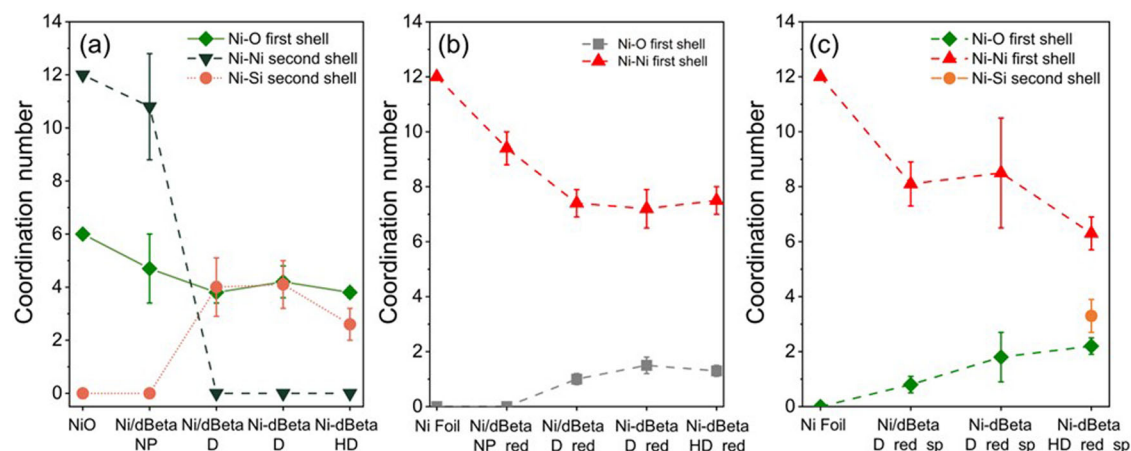 (a)
Ni-O first shell
Ni-Ni second shell
Ni-Si second shell
Coordination number
14
12
10
8
6
4
2
0
NiO
Ni/dBeta NP
Ni/dBeta D
Ni-dBeta D
Ni-dBeta HD
(b)
Ni-O first shell
Ni-Ni first shell
Coordination number
14
12
10
8
6
4
2
0
Ni Foil
Ni/dBeta NP_red
Ni/dBeta D_red
Ni-dBeta D_red
Ni-dBeta HD_red
(c)
Ni-O first shell
Ni-Ni first shell
Ni-Si second shell
Coordination number
14
12
10
8
6
4
2
0
Ni Foil
Ni/dBeta D_red_sp
Ni-dBeta D_red_sp
Ni-dBeta HD_red_sp